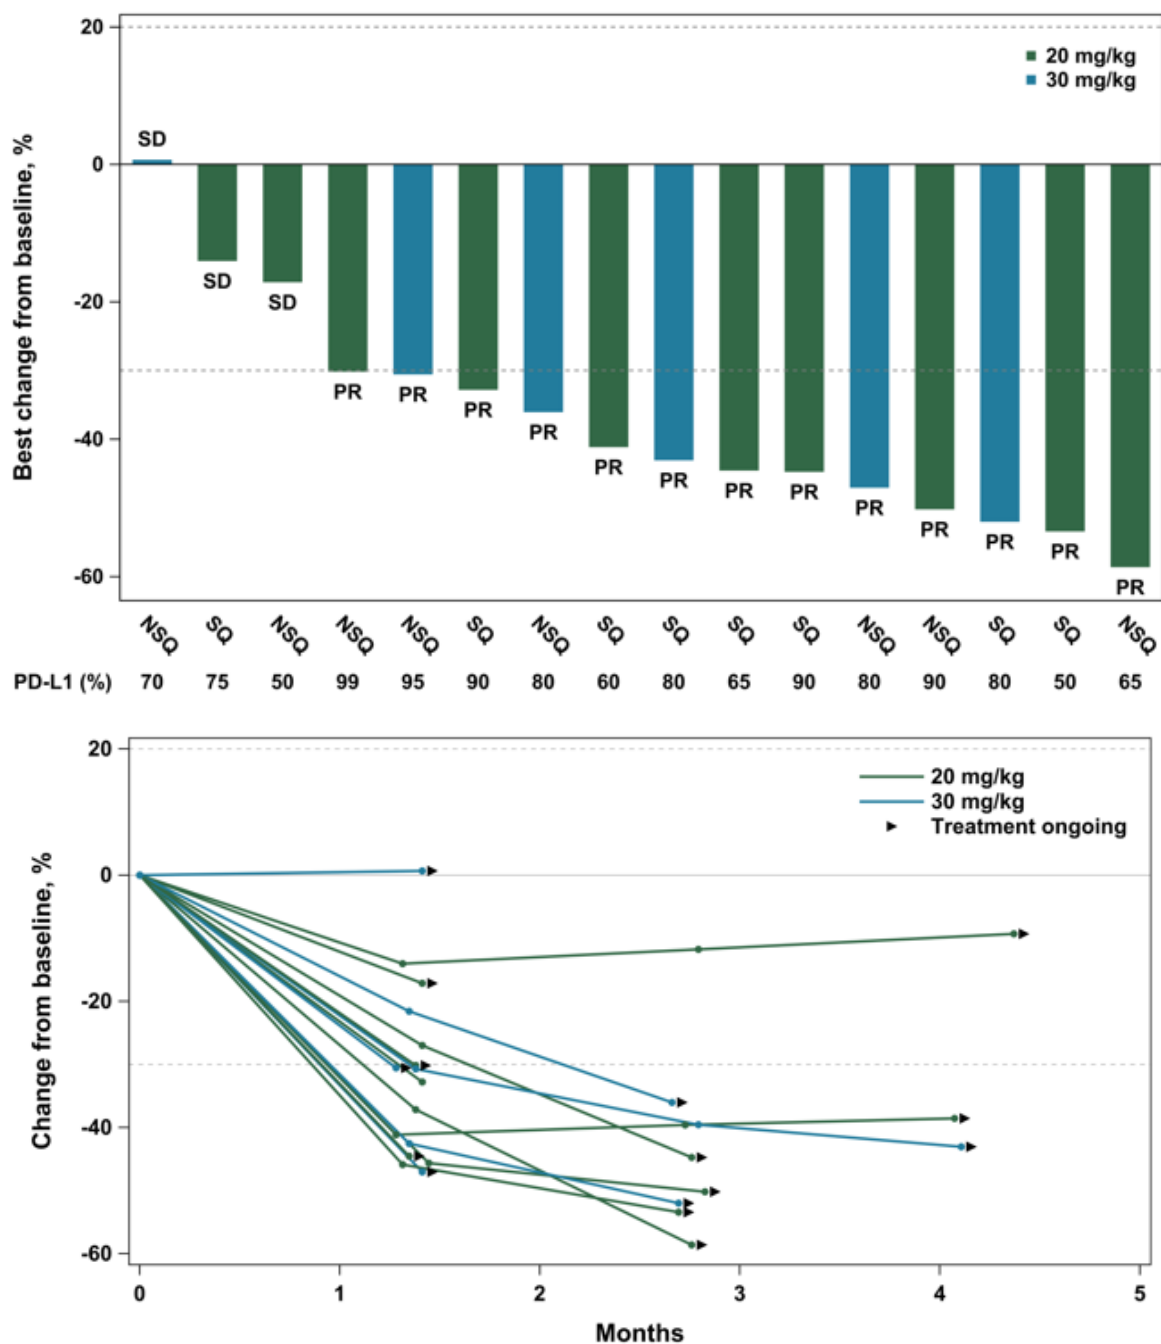 20
20 mg/kg
30 mg/kg
Best change from baseline, %
SD
0
SD
SD
-20
PR
PR
PR
PR
-40
PR
PR
PR
PR
PR
PR
PR
PR
-60
PR
NSQ SQ NSQ NSQ NSQ SQ NSQ SQ SQ SQ SQ NSQ NSQ SQ SQ NSQ
PD-L1 (%) 70 75 50 99 95 90 80 60 80 65 90 80 90 80 50 65
20
20 mg/kg
30 mg/kg
Treatment ongoing
Change from baseline, %
0
-20
-40
-60
0 1 2 3 4 5
Months